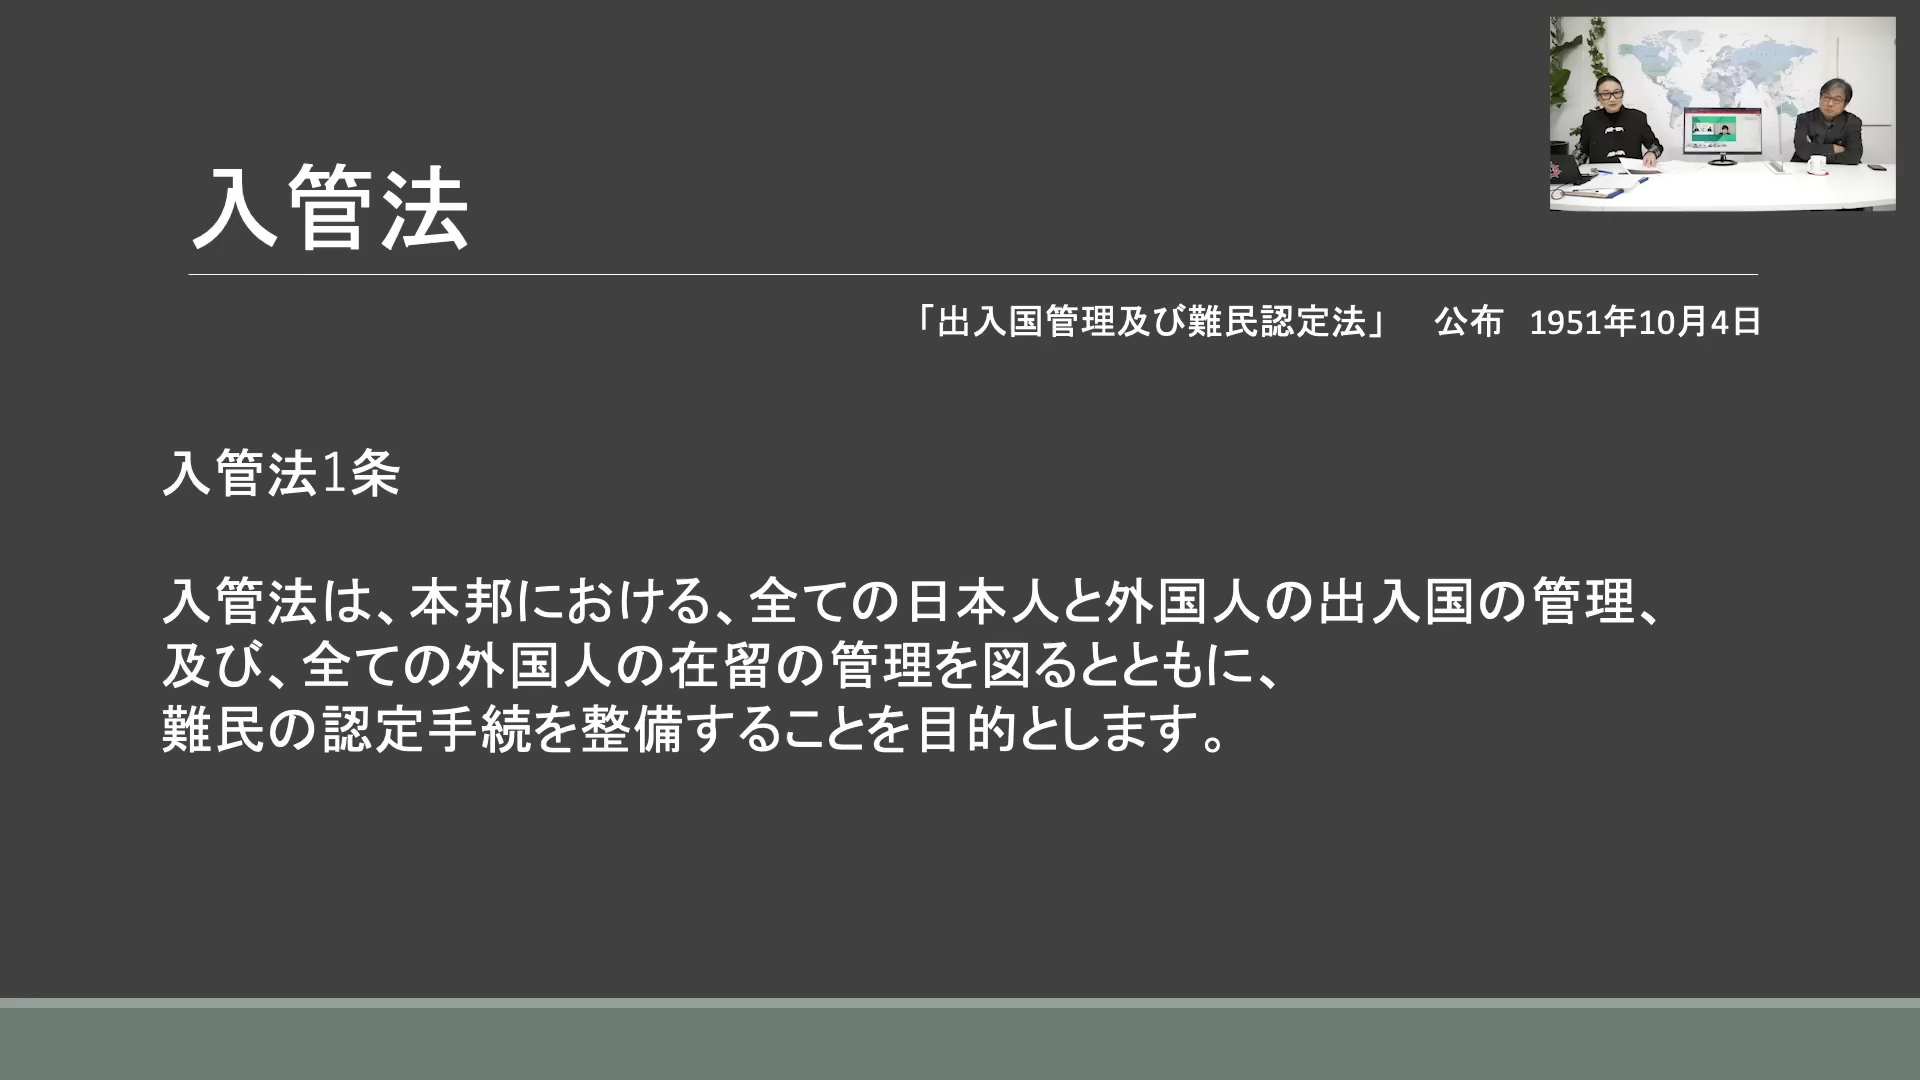 入管法
「出入国管理及び難民認定法」　公布　1951年10月4日
入管法1条
入管法は、本邦における、全ての日本人と外国人の出入国の管理、
及び、全ての外国人の在留の管理を図るとともに、
難民の認定手続を整備することを目的とします。